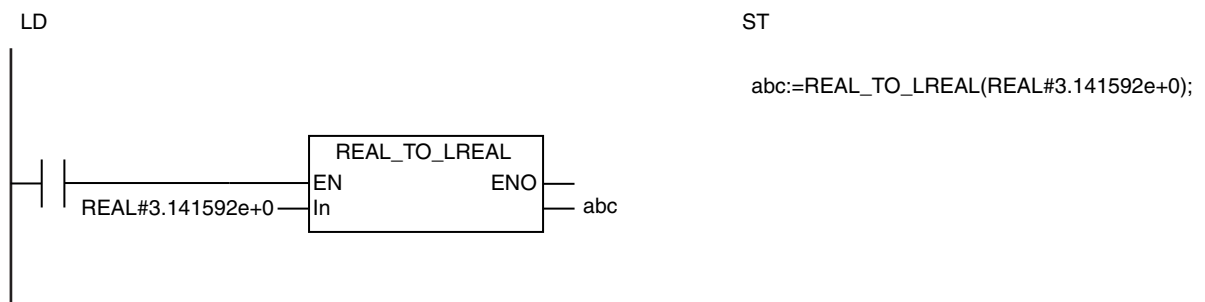 LD
ST
abc:=REAL_TO_LREAL(REAL#3.141592e+0);
REAL_TO_LREAL
EN ENO
REAL#3.141592e+0 In abc